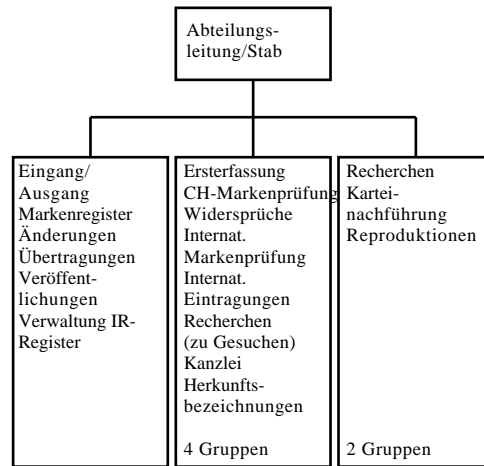 Abteilungs-
leitung/Stab
Eingang/
Ausgang
Markenregister
Änderungen
Übertragungen
Veröffent-
lichungen
Verwaltung IR-
Register
Ersterfassung
CH-Markenprüfung
Widersprüche
Internat.
Markenprüfung
Internat.
Eintragungen
Recherchen
(zu Gesuchen)
Kanzlei
Herkunfts-
bezeichnungen
4 Gruppen
Recherchen
Kartei-
nachführung
Reproduktionen
2 Gruppen